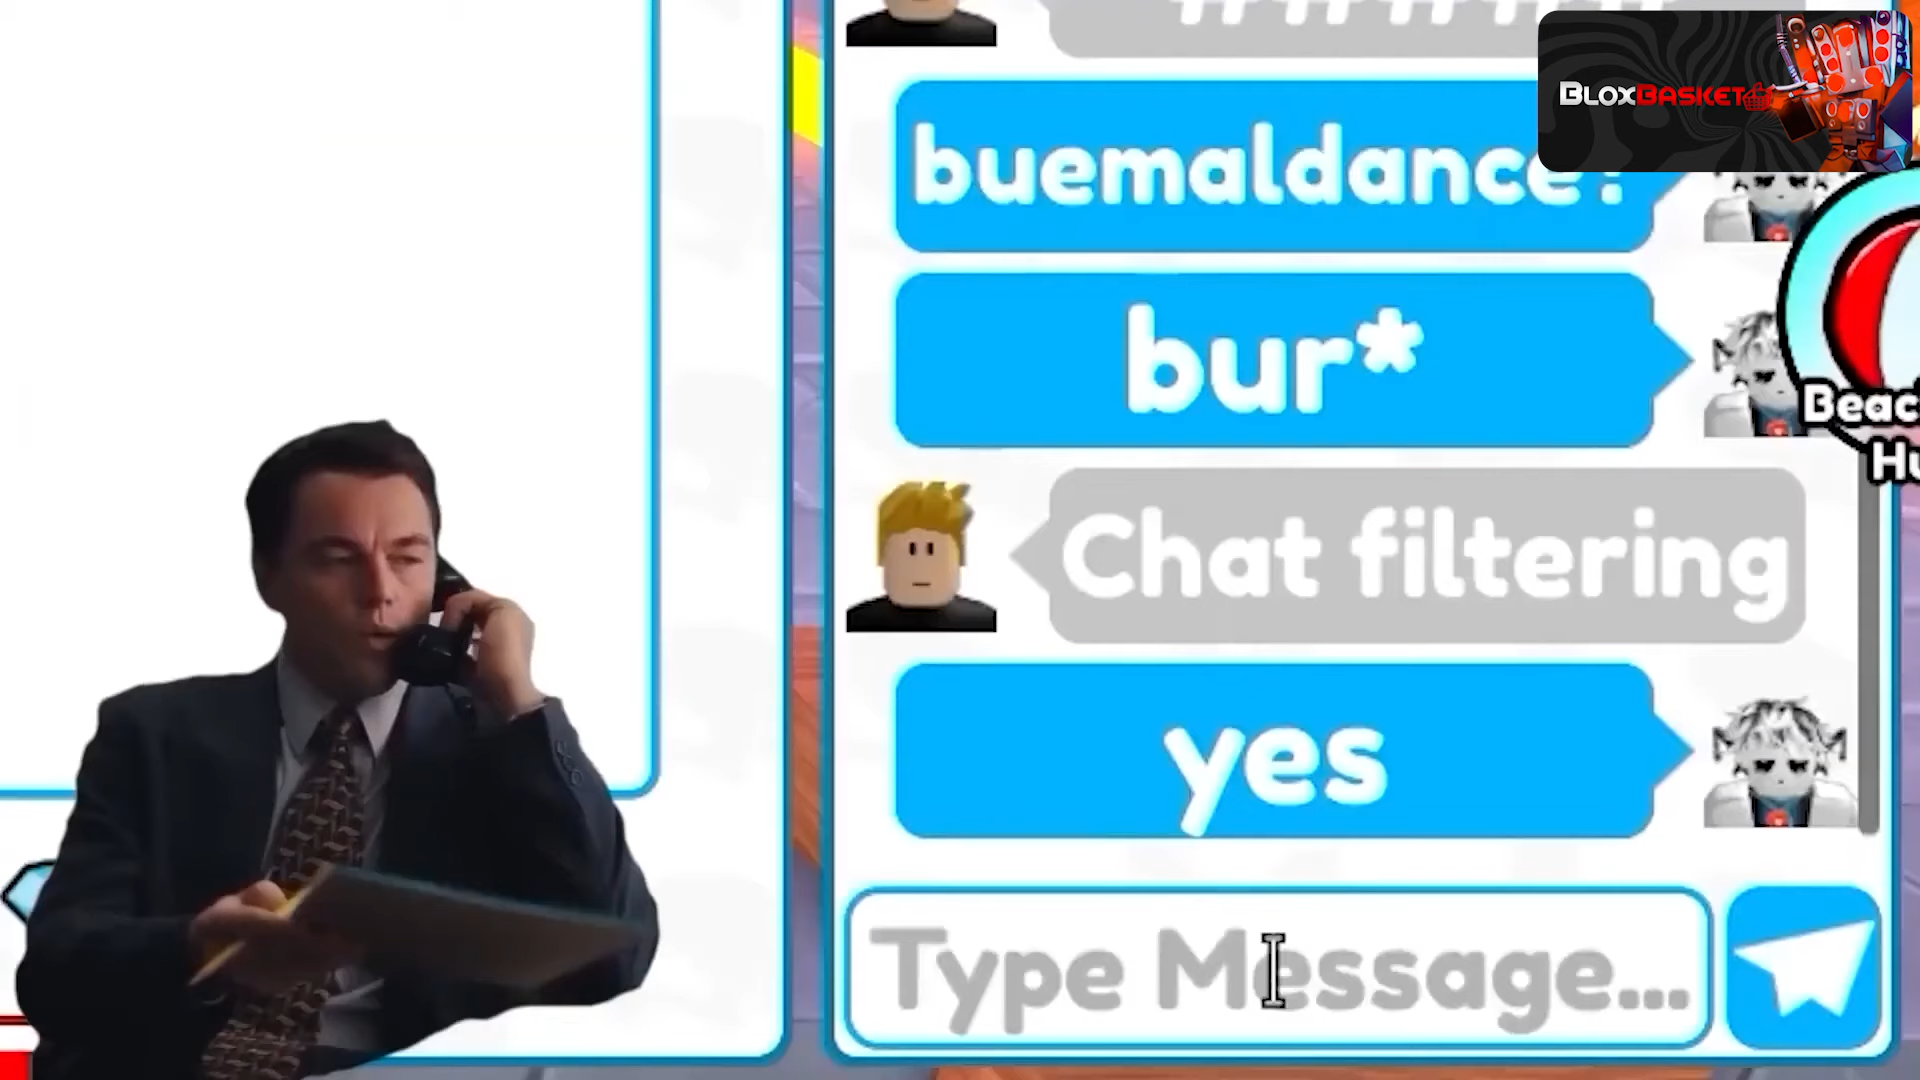 BLOXBASKET
buemaldance?
bur*
Chat filtering
yes
Type Message...